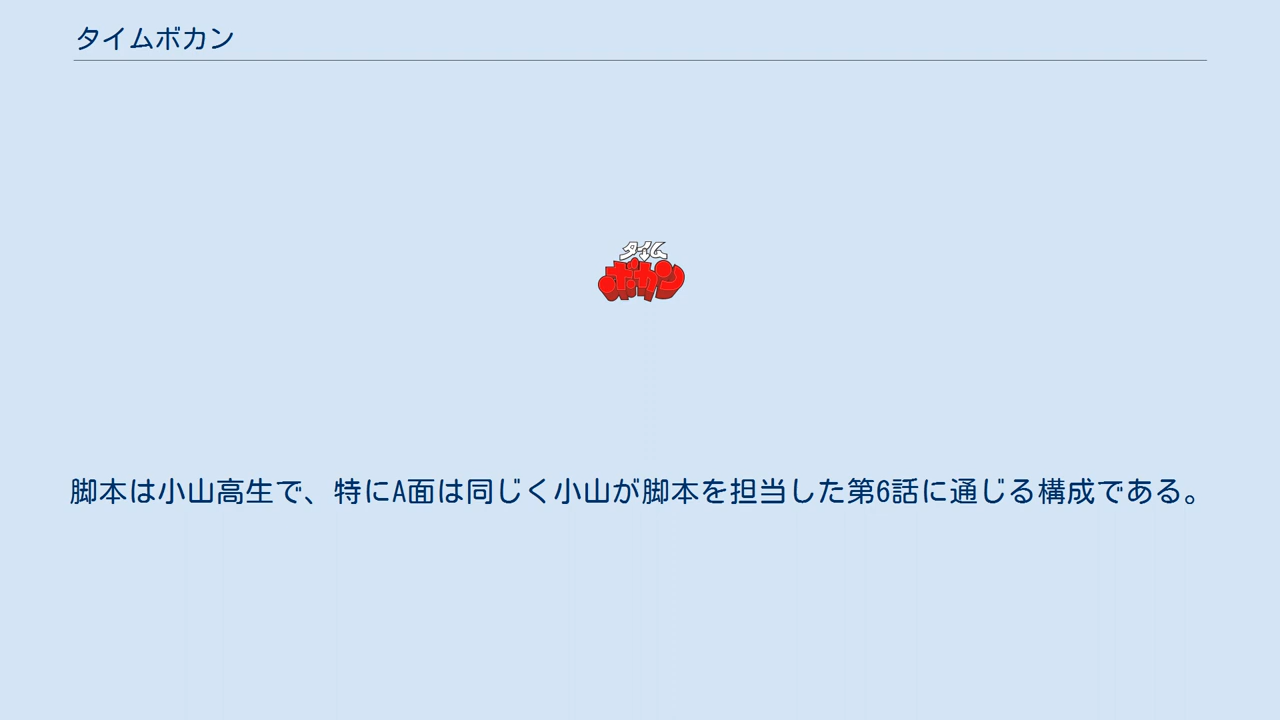 タイムボカン
タイム
ボカン
脚本は小山高生で、特にA面は同じく小山が脚本を担当した第6話に通じる構成である。